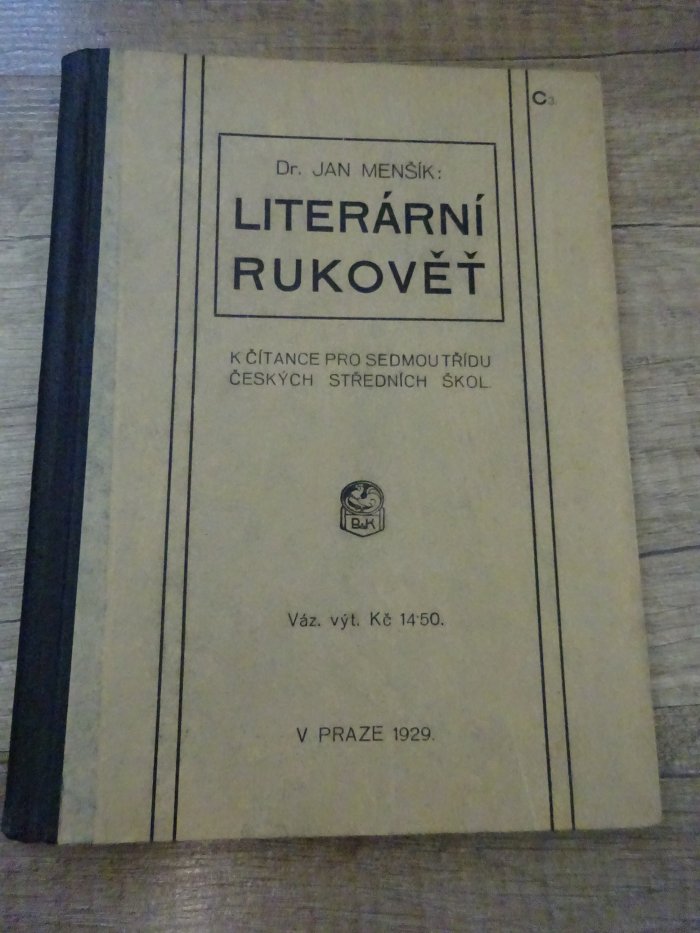 C3.
Dr. JAN MENŠÍK:
LITERÁRNÍ
RUKOVĚŤ
K ČÍTANCE PRO SEDMOU TŘÍDU
ČESKÝCH STŘEDNÍCH ŠKOL.
B&K
Váz. výt. Kč 14·50.
V PRAZE 1929.